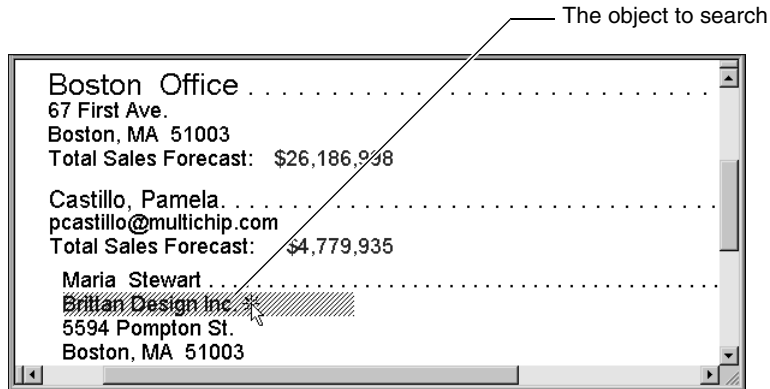 The object to search
Boston Office . . . . . . . . . . . . . . . . . . . . . . . . . . . . . .
67 First Ave.
Boston, MA 51003
Total Sales Forecast: $26,186,998
Castillo, Pamela. . . . . . . . . . . . . . . . . . . . . . . . . . . . . . . . . .
pcastillo@multichip.com
Total Sales Forecast: $4,779,935
Maria Stewart . . . . . . . . . . . . . . . . . . . . . . . . . . . . . . . . . . .
Brittan Design Inc.
5594 Pompton St.
Boston, MA 51003